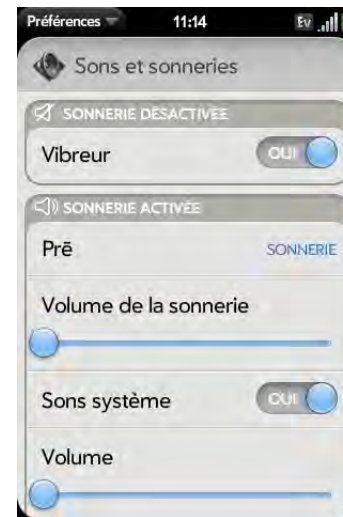 Préférences 11:14 Ev
Sons et sonneries
SONNERIE DÉSACTIVÉE
Vibreur OUI
SONNERIE ACTIVÉE
Prē SONNERIE
Volume de la sonnerie
Sons système OUI
Volume